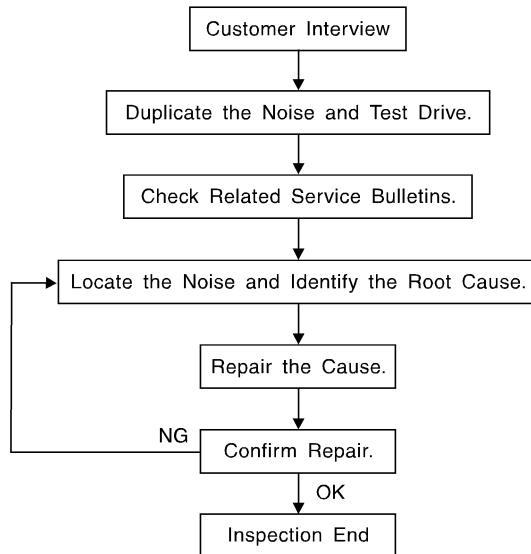 Customer Interview
Duplicate the Noise and Test Drive.
Check Related Service Bulletins.
Locate the Noise and Identify the Root Cause.
Repair the Cause.
NG
Confirm Repair.
OK
Inspection End